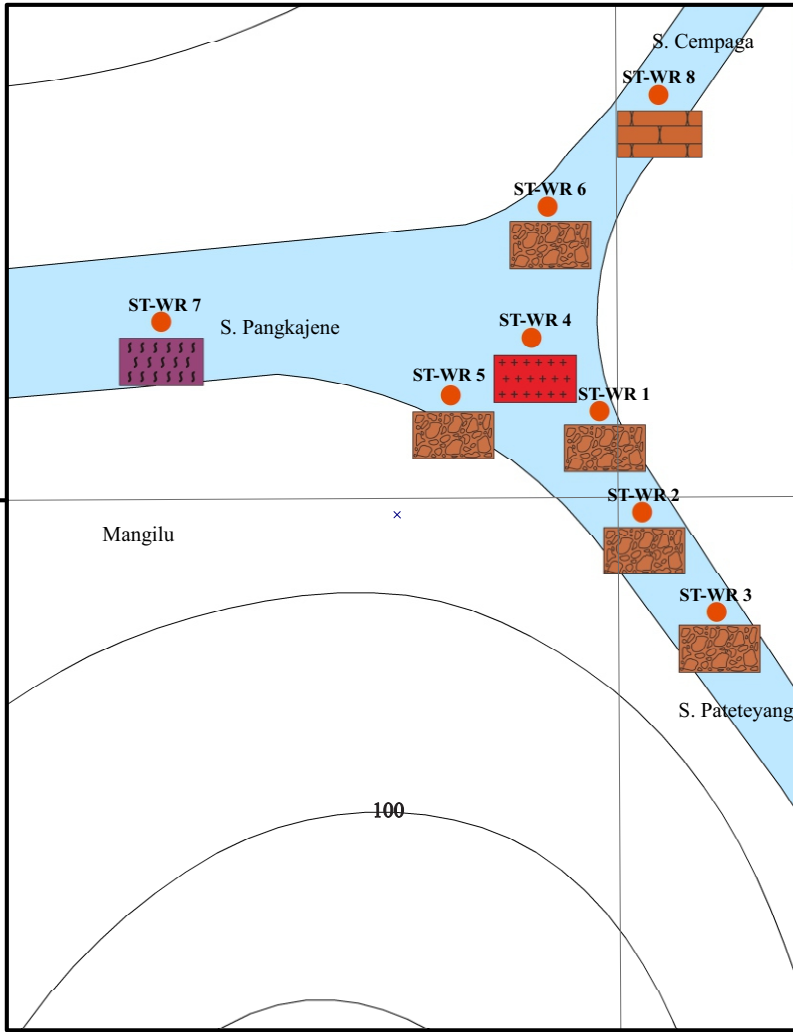 S. Cempaga
ST-WR 8
ST-WR 6
ST-WR 7
S. Pangkajene
ST-WR 4
ST-WR 5
ST-WR 1
ST-WR 2
Mangilu
ST-WR 3
S. Pateteyang
100